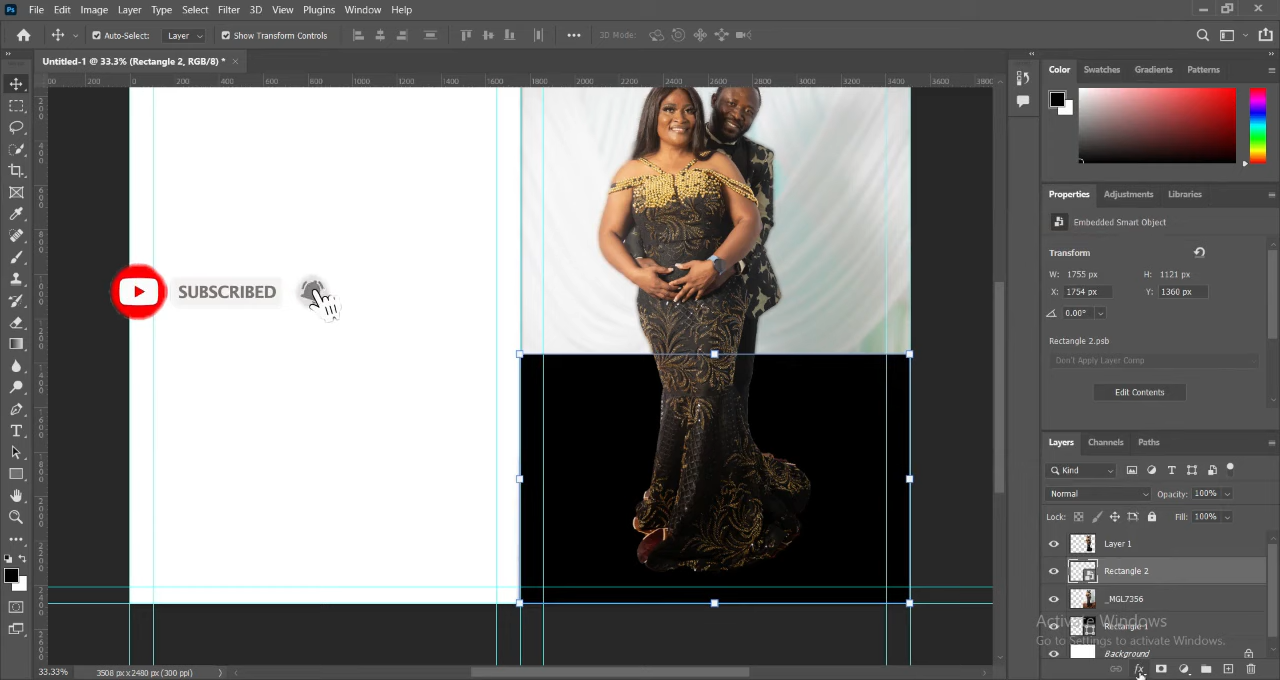 Ps File Edit Image Layer Type Select Filter 3D View Plugins Window Help
Auto-Select: Layer Show Transform Controls ••• 3D Mode:
Untitled-1 @ 33.3% (Rectangle 2, RGB/8) * ×
Color Swatches Gradients Patterns
Properties Adjustments Libraries
Embedded Smart Object
Transform
W: 1755 px H: 1121 px
X: 1754 px Y: 1360 px
0.00°
Rectangle 2.psb
Don't Apply Layer Comp
Edit Contents
SUBSCRIBED
Layers Channels Paths
Kind
Normal Opacity: 100%
Lock: Fill: 100%
Layer 1
Rectangle 2
_MGL7356
Activate Windows
Rectangle 1
Go to Settings to activate Windows.
Background
33.33% 3508 px x 2480 px (300 ppi)
fx